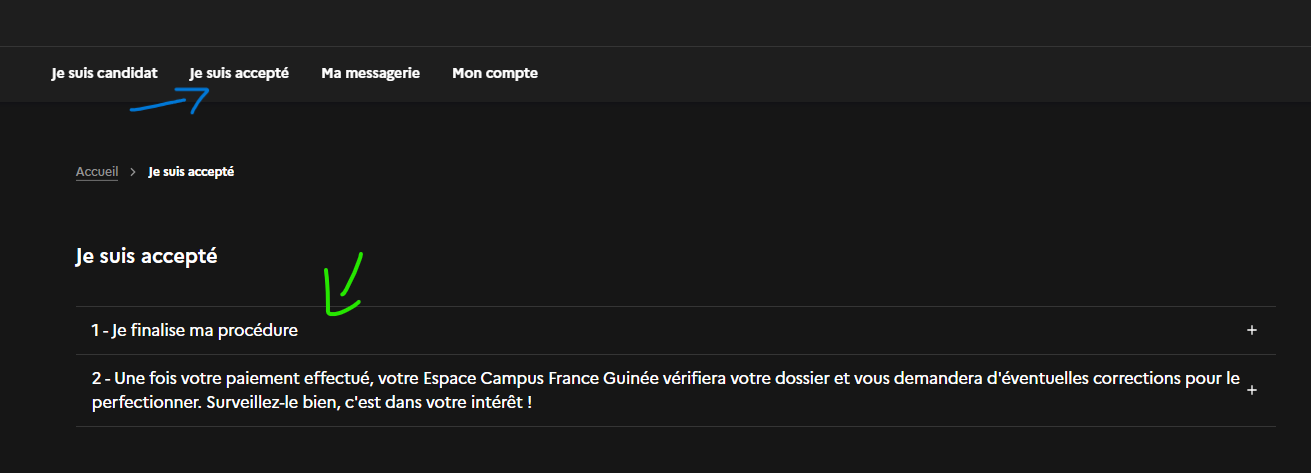 Je suis candidat Je suis accepté Ma messagerie Mon compte
Accueil > Je suis accepté
Je suis accepté
1 - Je finalise ma procédure +
2 - Une fois votre paiement effectué, votre Espace Campus France Guinée vérifiera votre dossier et vous demandera d'éventuelles corrections pour le +
perfectionner. Surveillez-le bien, c'est dans votre intérêt !